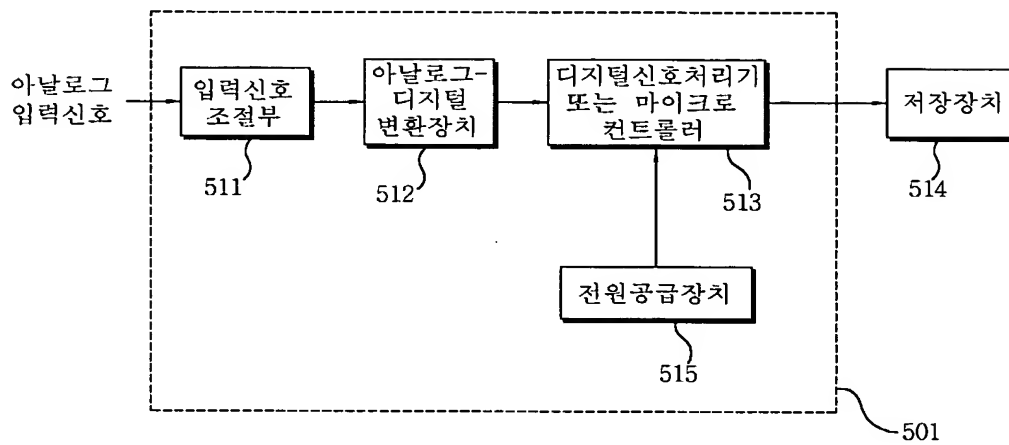 아날로그
입력신호
입력신호
조절부
511
아날로그-
디지털
변환장치
512
디지털신호처리기
또는 마이크로
컨트롤러
513
저장장치
514
전원공급장치
515
501